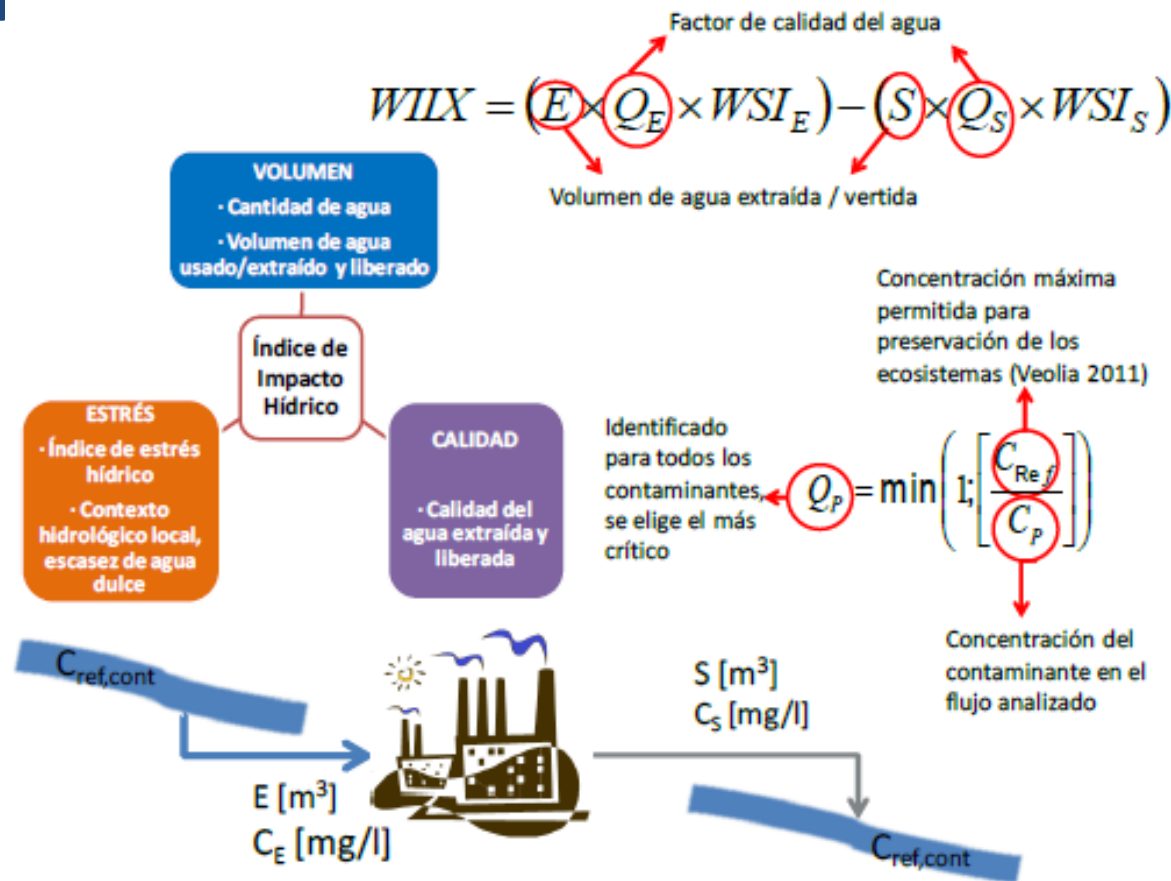 Factor de calidad del agua
WIIX = (E × Q_E × WSI_E) − (S × Q_S × WSI_S)
Volumen de agua extraída / vertida
VOLUMEN
· Cantidad de agua
· Volumen de agua
usado/extraído y liberado
Índice de
Impacto
Hídrico
ESTRÉS
· Índice de estrés
hídrico
· Contexto
hidrológico local,
escasez de agua
dulce
CALIDAD
· Calidad del
agua extraída y
liberada
Concentración máxima
permitida para
preservación de los
ecosistemas (Veolia 2011)
Identificado
para todos los
contaminantes,
se elige el más
crítico
Q_P = min(1; [C_Ref / C_P])
Concentración del
contaminante en el
flujo analizado
C_ref,cont
E [m³]
C_E [mg/l]
S [m³]
C_S [mg/l]
C_ref,cont